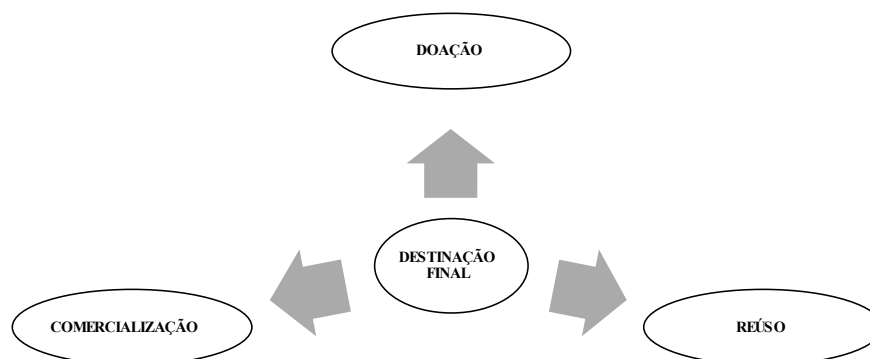 DOAÇÃO
DESTINAÇÃO
FINAL
COMERCIALIZAÇÃO
REÚSO